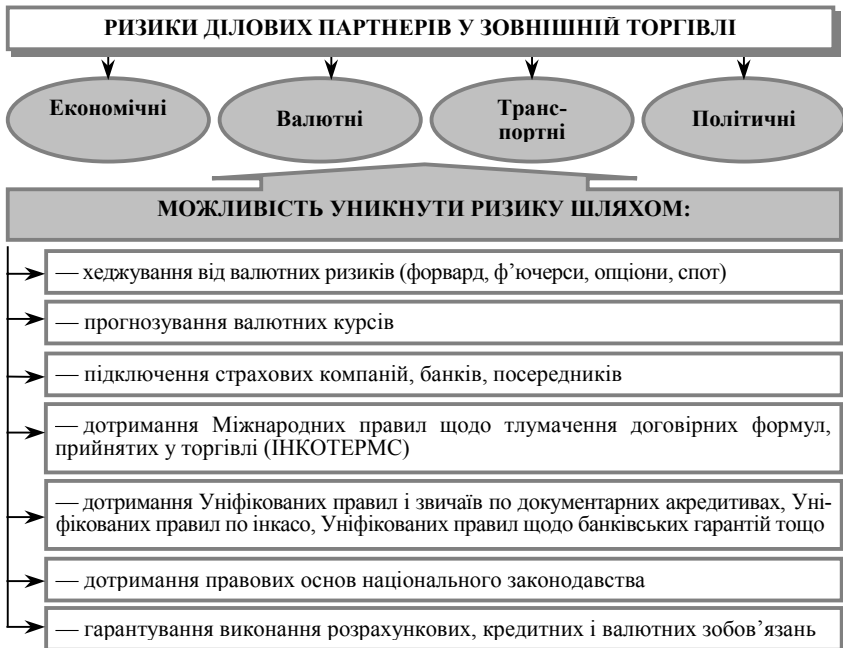 РИЗИКИ ДІЛОВИХ ПАРТНЕРІВ У ЗОВНІШНІЙ ТОРГІВЛІ
Економічні
Валютні
Транс-
портні
Політичні
МОЖЛИВІСТЬ УНИКНУТИ РИЗИКУ ШЛЯХОМ:
— хеджування від валютних ризиків (форвард, ф’ючерси, опціони, спот)
— прогнозування валютних курсів
— підключення страхових компаній, банків, посередників
— дотримання Міжнародних правил щодо тлумачення договірних формул,
прийнятих у торгівлі (ІНКОТЕРМС)
— дотримання Уніфікованих правил і звичаїв по документарних акредитивах, Уні-
фікованих правил по інкасо, Уніфікованих правил щодо банківських гарантій тощо
— дотримання правових основ національного законодавства
— гарантування виконання розрахункових, кредитних і валютних зобов’язань